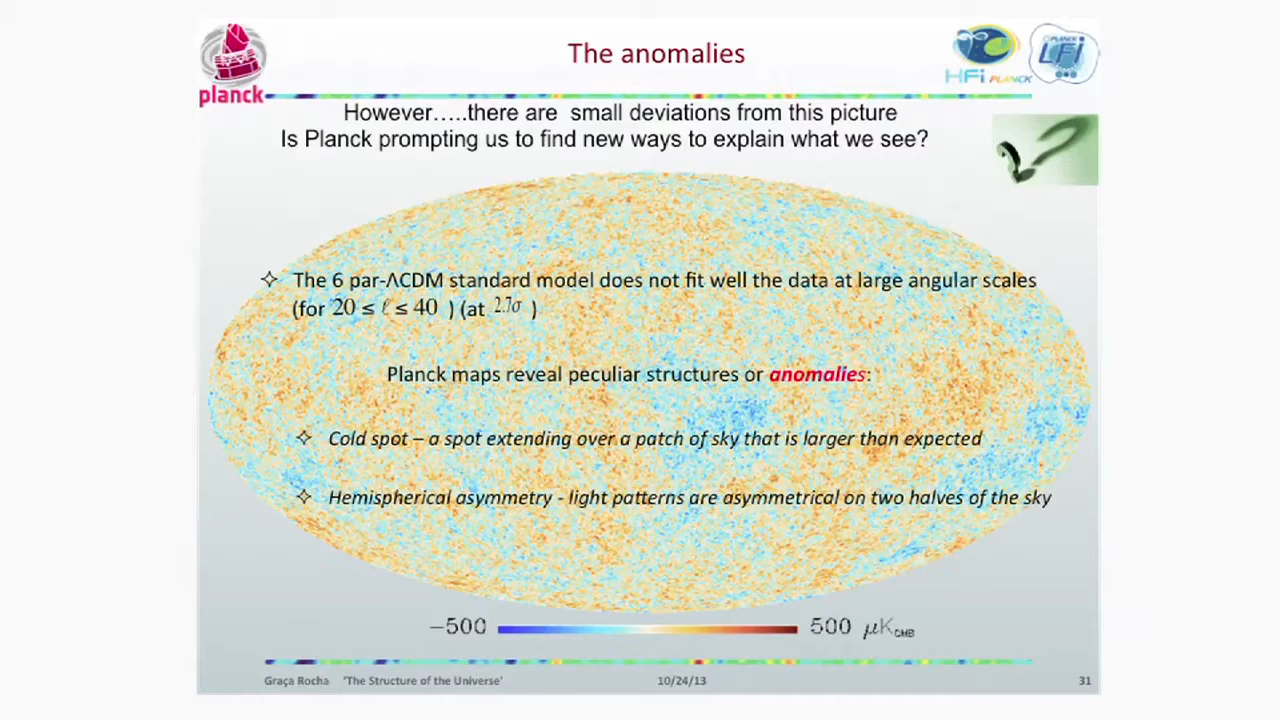 The anomalies
planck
HFi PLANCK
PLANCK
LFi
However.....there are small deviations from this picture
Is Planck prompting us to find new ways to explain what we see?
?
✧ The 6 par-ΛCDM standard model does not fit well the data at large angular scales
(for 20 ≤ ℓ ≤ 40 ) (at 2.7σ )
Planck maps reveal peculiar structures or anomalies:
✧ Cold spot – a spot extending over a patch of sky that is larger than expected
✧ Hemispherical asymmetry - light patterns are asymmetrical on two halves of the sky
−500 500 μK_CMB
Graça Rocha 'The Structure of the Universe' 10/24/13 31